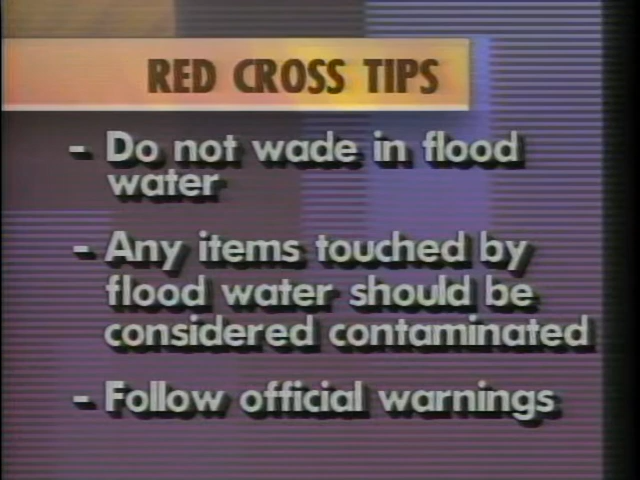 RED CROSS TIPS
- Do not wade in flood
water
- Any items touched by
flood water should be
considered contaminated
- Follow official warnings